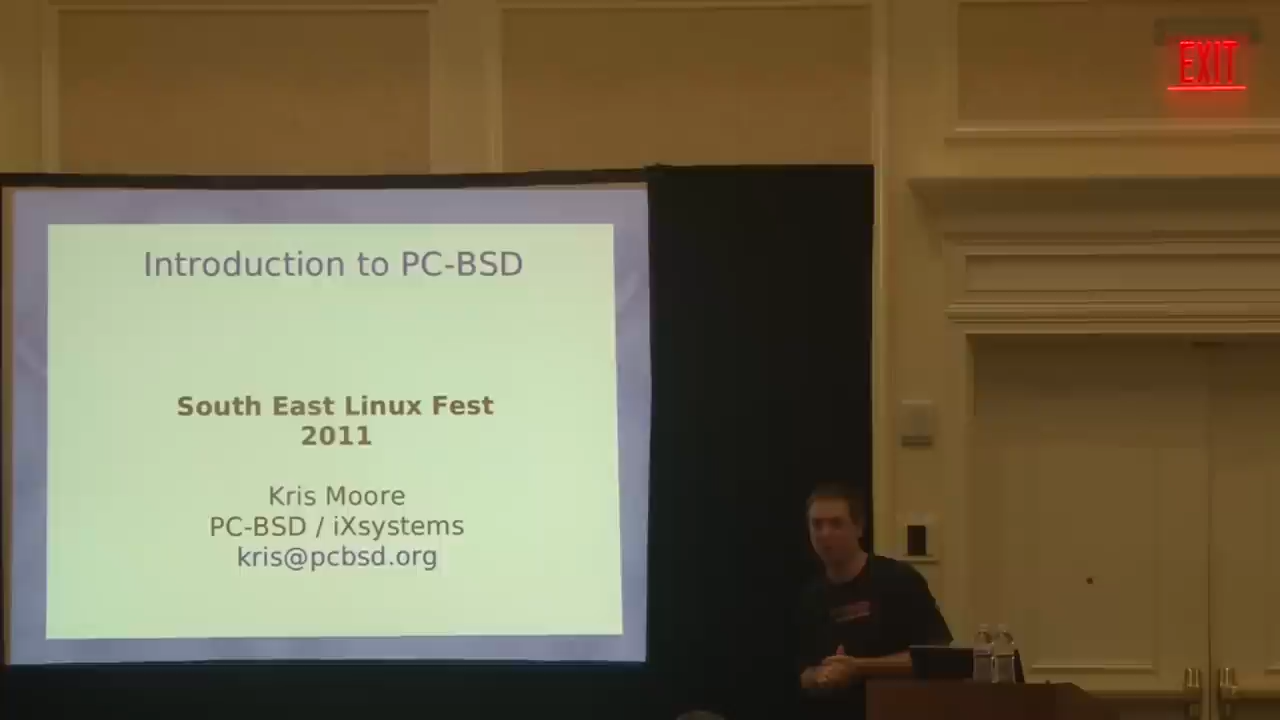 EXIT
Introduction to PC-BSD
South East Linux Fest
2011
Kris Moore
PC-BSD / iXsystems
kris@pcbsd.org